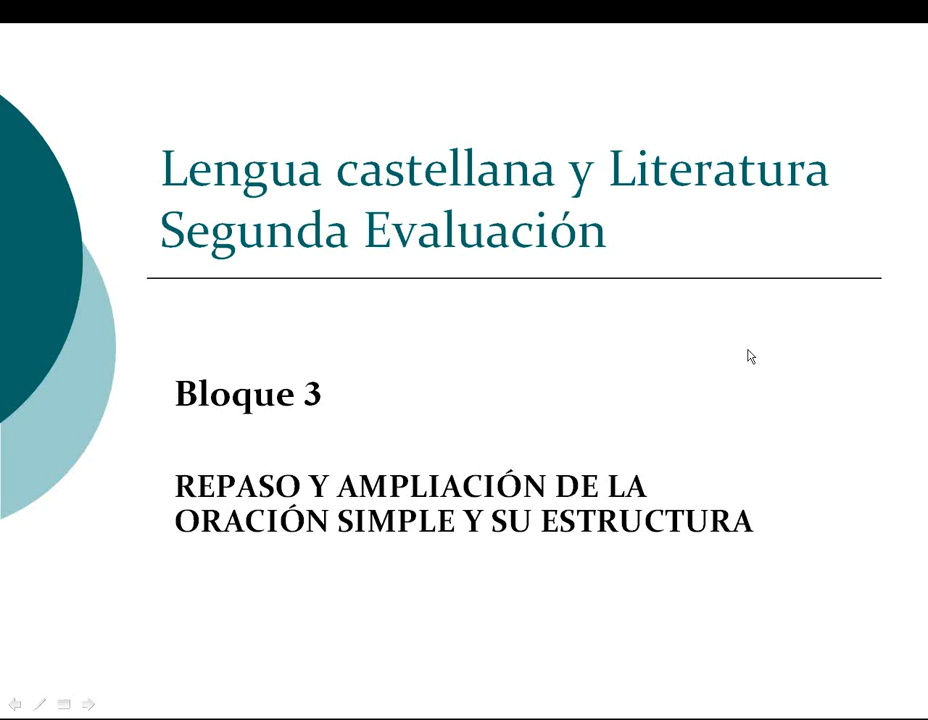 Lengua castellana y Literatura
Segunda Evaluación
Bloque 3
REPASO Y AMPLIACIÓN DE LA
ORACIÓN SIMPLE Y SU ESTRUCTURA